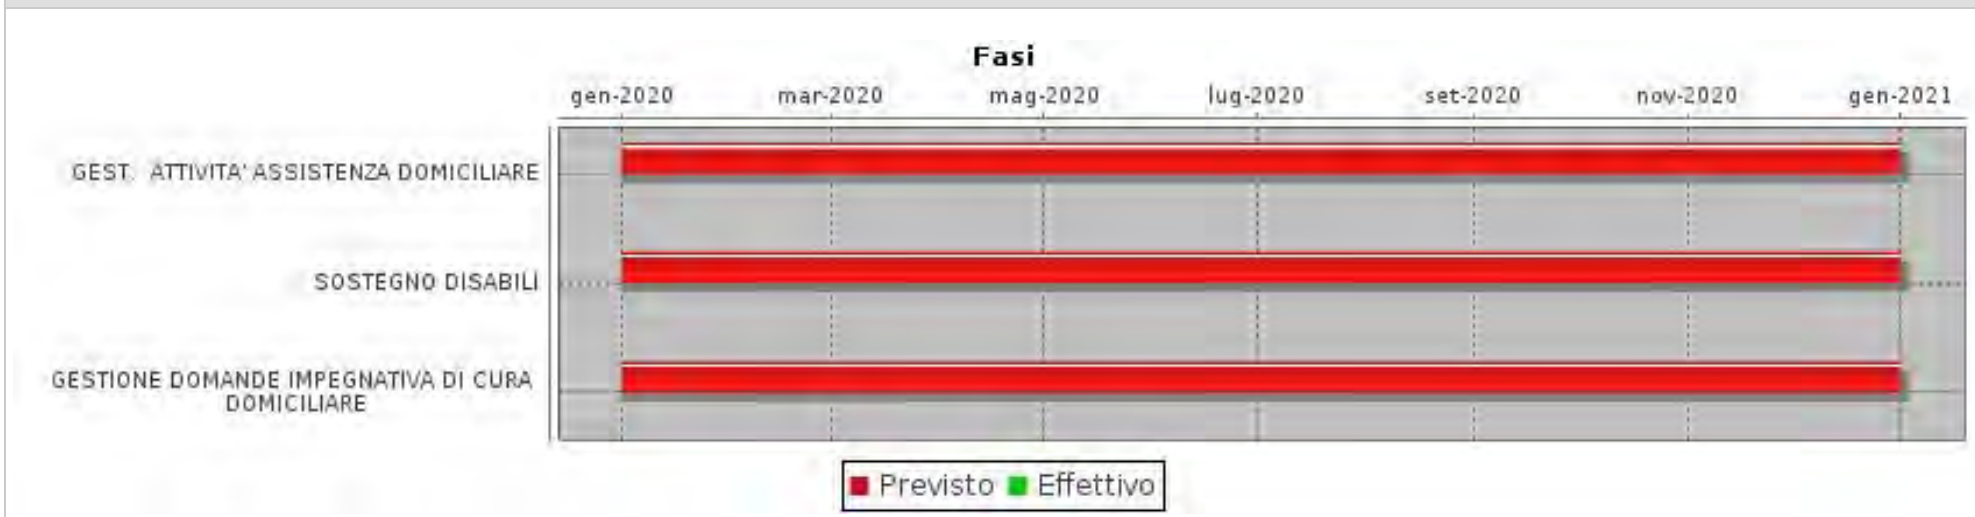 Fasi
gen-2020 mar-2020 mag-2020 lug-2020 set-2020 nov-2020 gen-2021
GEST. ATTIVITA' ASSISTENZA DOMICILIARE
SOSTEGNO DISABILI
GESTIONE DOMANDE IMPEGNATIVA DI CURA
DOMICILIARE
Previsto Effettivo